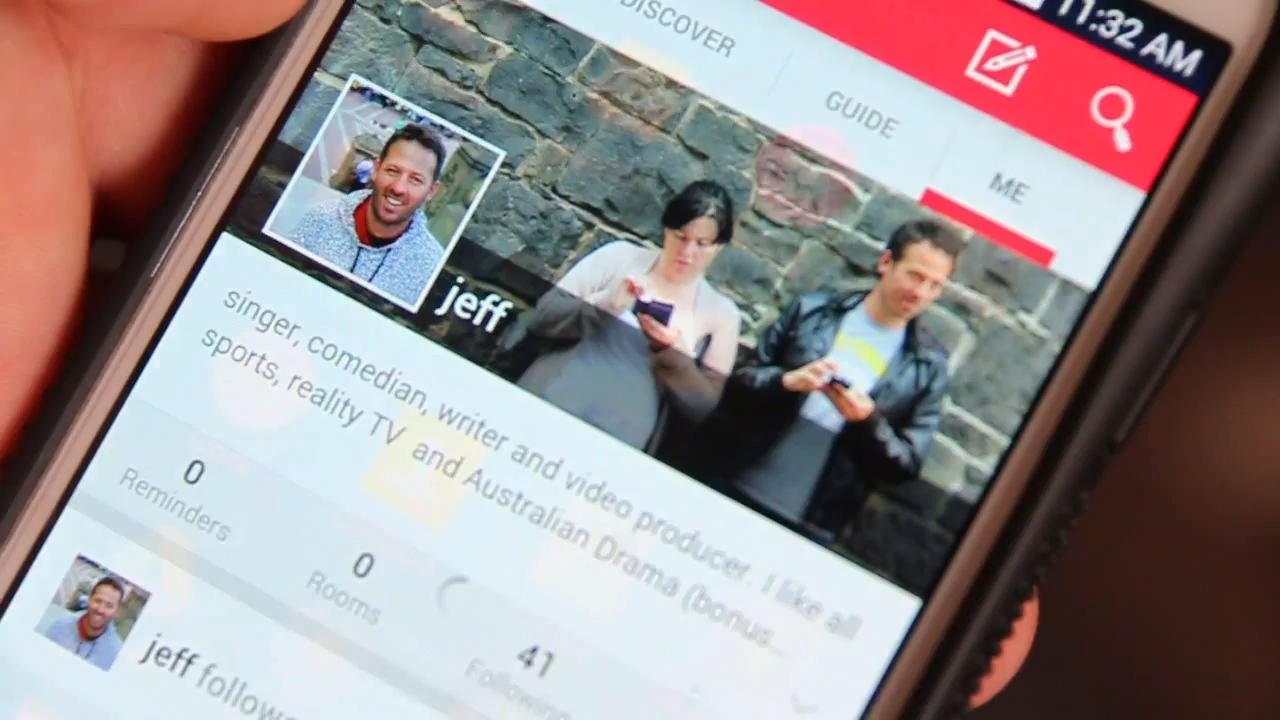 11:32 AM
DISCOVER
GUIDE
ME
jeff
singer, comedian, writer and video producer. I like all
sports, reality TV and Australian Drama (bonus...
0
Reminders
0
Rooms
41
Following
jeff followe